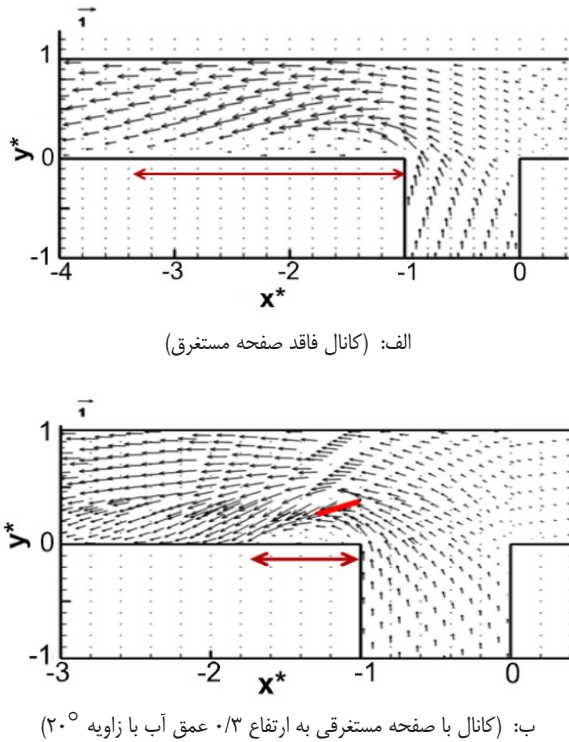 1
1
y*
0
-1
-4 -3 -2 -1 0
x*
الف: (کانال فاقد صفحه مستغرق)
1
1
y*
0
-1
-3 -2 -1 0
x*
ب: (کانال با صفحه مستغرقی به ارتفاع ۰/۳ عمق آب با زاویه ۲۰°)